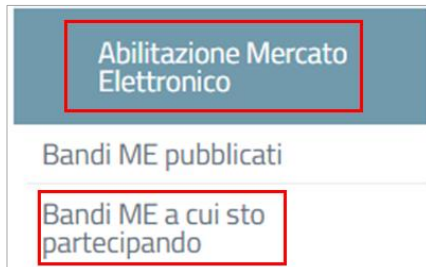 Abilitazione Mercato
Elettronico
Bandi ME pubblicati
Bandi ME a cui sto
partecipando